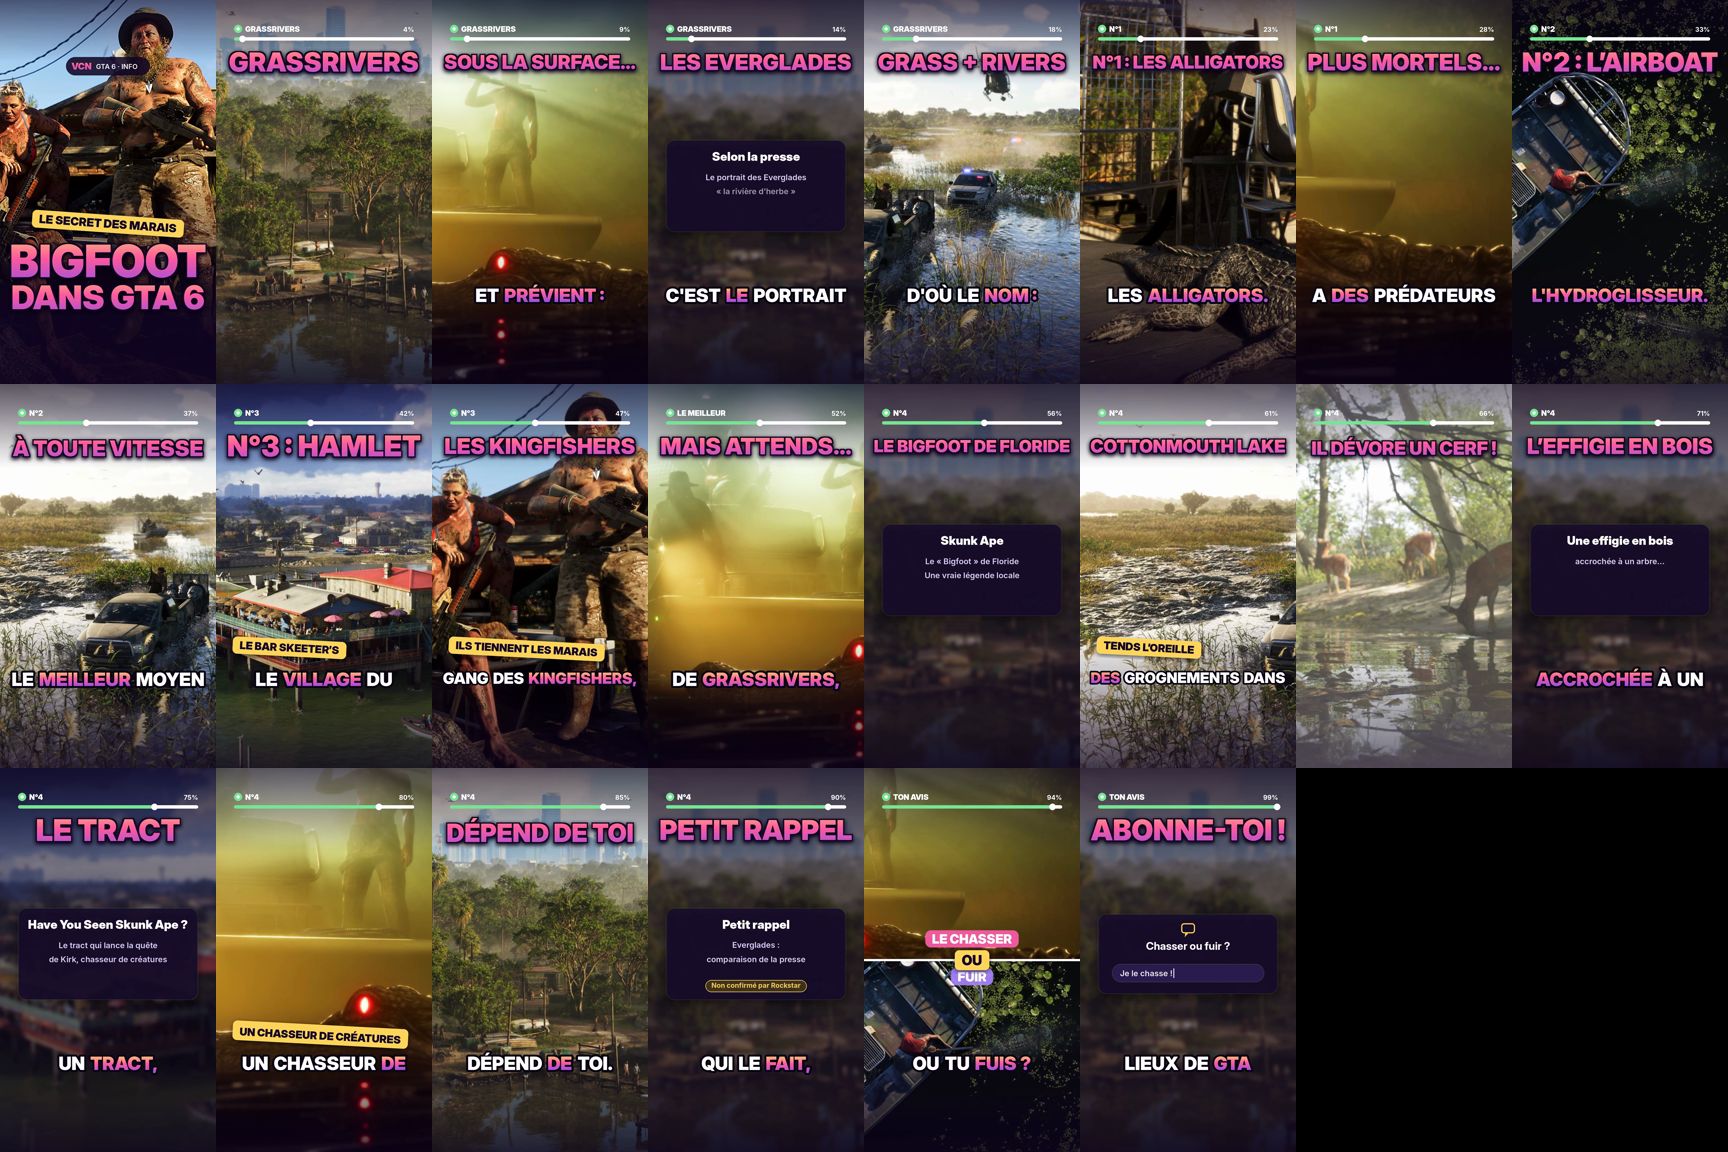 VCN GTA 6 · INFO
LE SECRET DES MARAIS
BIGFOOT
DANS GTA 6
GRASSRIVERS 4%
GRASSRIVERS
GRASSRIVERS 9%
SOUS LA SURFACE...
ET PRÉVIENT :
GRASSRIVERS 14%
LES EVERGLADES
Selon la presse
Le portrait des Everglades
« la rivière d'herbe »
C'EST LE PORTRAIT
GRASSRIVERS 18%
GRASS + RIVERS
D'OÙ LE NOM :
N°1 23%
N°1 : LES ALLIGATORS
LES ALLIGATORS.
N°1 28%
PLUS MORTELS...
A DES PRÉDATEURS
N°2 33%
N°2 : L'AIRBOAT
L'HYDROGLISSEUR.
N°2 37%
À TOUTE VITESSE
LE MEILLEUR MOYEN
N°3 42%
N°3 : HAMLET
LE BAR SKEETER'S
LE VILLAGE DU
N°3 47%
LES KINGFISHERS
ILS TIENNENT LES MARAIS
GANG DES KINGFISHERS,
LE MEILLEUR 52%
MAIS ATTENDS...
DE GRASSRIVERS,
N°4 56%
LE BIGFOOT DE FLORIDE
Skunk Ape
Le « Bigfoot » de Floride
Une vraie légende locale
N°4 61%
COTTONMOUTH LAKE
TENDS L'OREILLE
DES GROGNEMENTS DANS
N°4 66%
IL DÉVORE UN CERF !
N°4 71%
L'EFFIGIE EN BOIS
Une effigie en bois
accrochée à un arbre...
ACCROCHÉE À UN
N°4 75%
LE TRACT
Have You Seen Skunk Ape ?
Le tract qui lance la quête
de Kirk, chasseur de créatures
UN TRACT,
N°4 80%
UN CHASSEUR DE CRÉATURES
UN CHASSEUR DE
N°4 85%
DÉPEND DE TOI
DÉPEND DE TOI.
N°4 90%
PETIT RAPPEL
Petit rappel
Everglades :
comparaison de la presse
Non confirmé par Rockstar
QUI LE FAIT,
TON AVIS 94%
LE CHASSER
OU
FUIR
OU TU FUIS ?
TON AVIS 99%
ABONNE-TOI !
Chasser ou fuir ?
Je le chasse !
LIEUX DE GTA